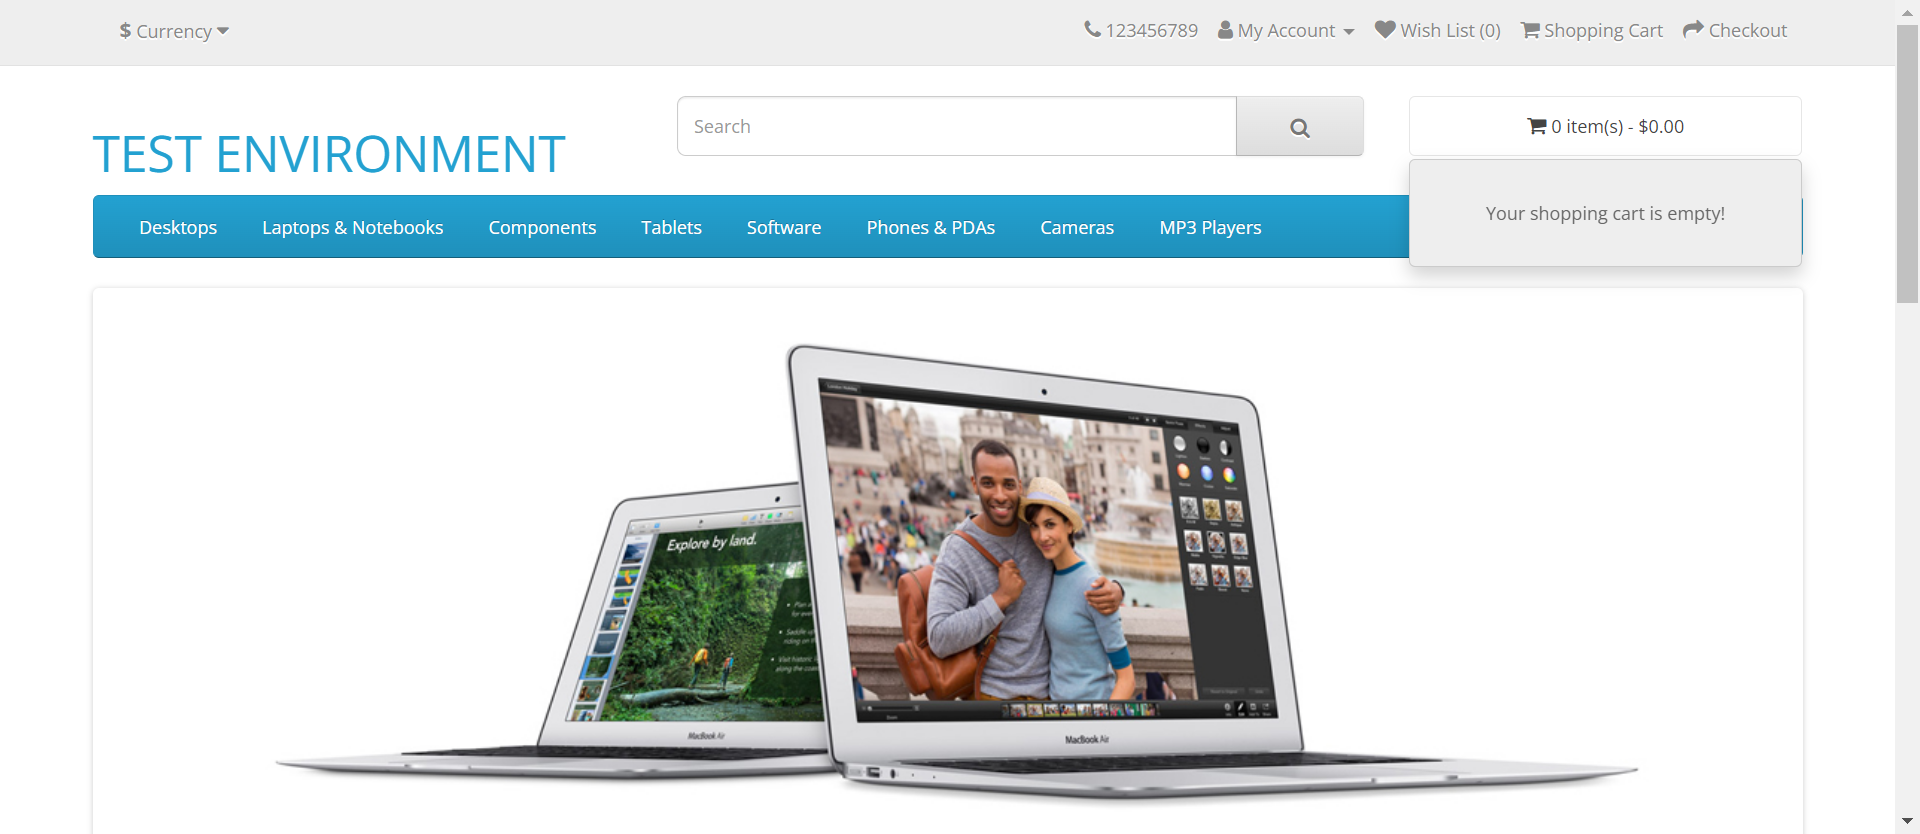 $ Currency
123456789 My Account Wish List (0) Shopping Cart Checkout
TEST ENVIRONMENT
Search
0 item(s) - $0.00
Your shopping cart is empty!
Desktops Laptops & Notebooks Components Tablets Software Phones & PDAs Cameras MP3 Players
Explore by land.
MacBook Air
MacBook Air